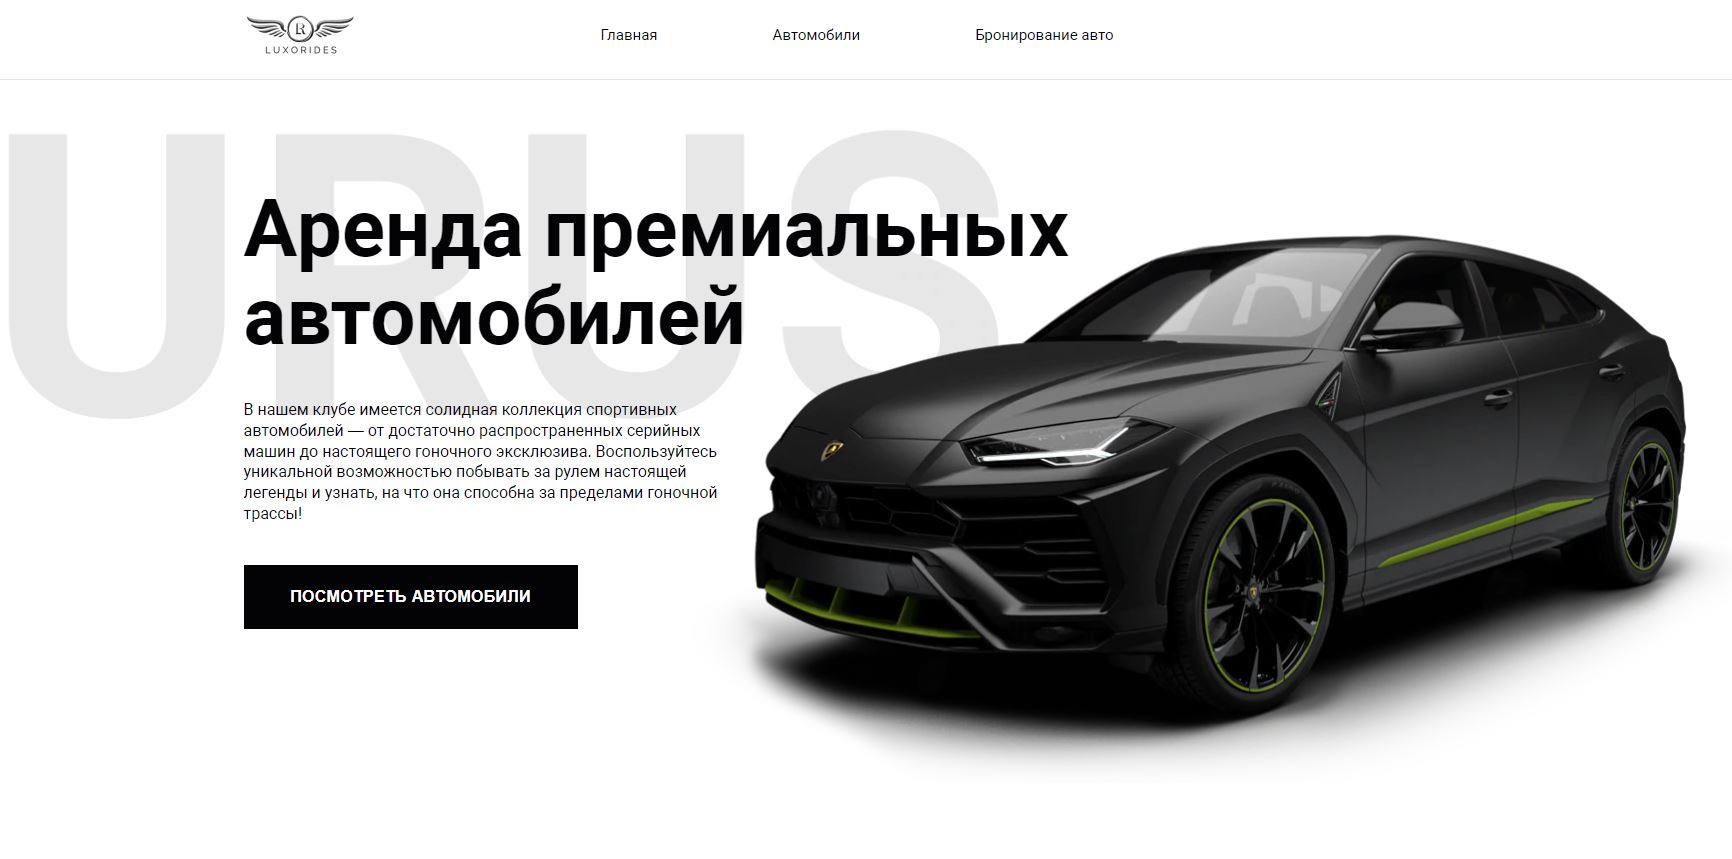 LR
LUXORIDES
Главная
Автомобили
Бронирование авто
URUS
Аренда премиальных
автомобилей
В нашем клубе имеется солидная коллекция спортивных
автомобилей — от достаточно распространенных серийных
машин до настоящего гоночного эксклюзива. Воспользуйтесь
уникальной возможностью побывать за рулем настоящей
легенды и узнать, на что она способна за пределами гоночной
трассы!
ПОСМОТРЕТЬ АВТОМОБИЛИ